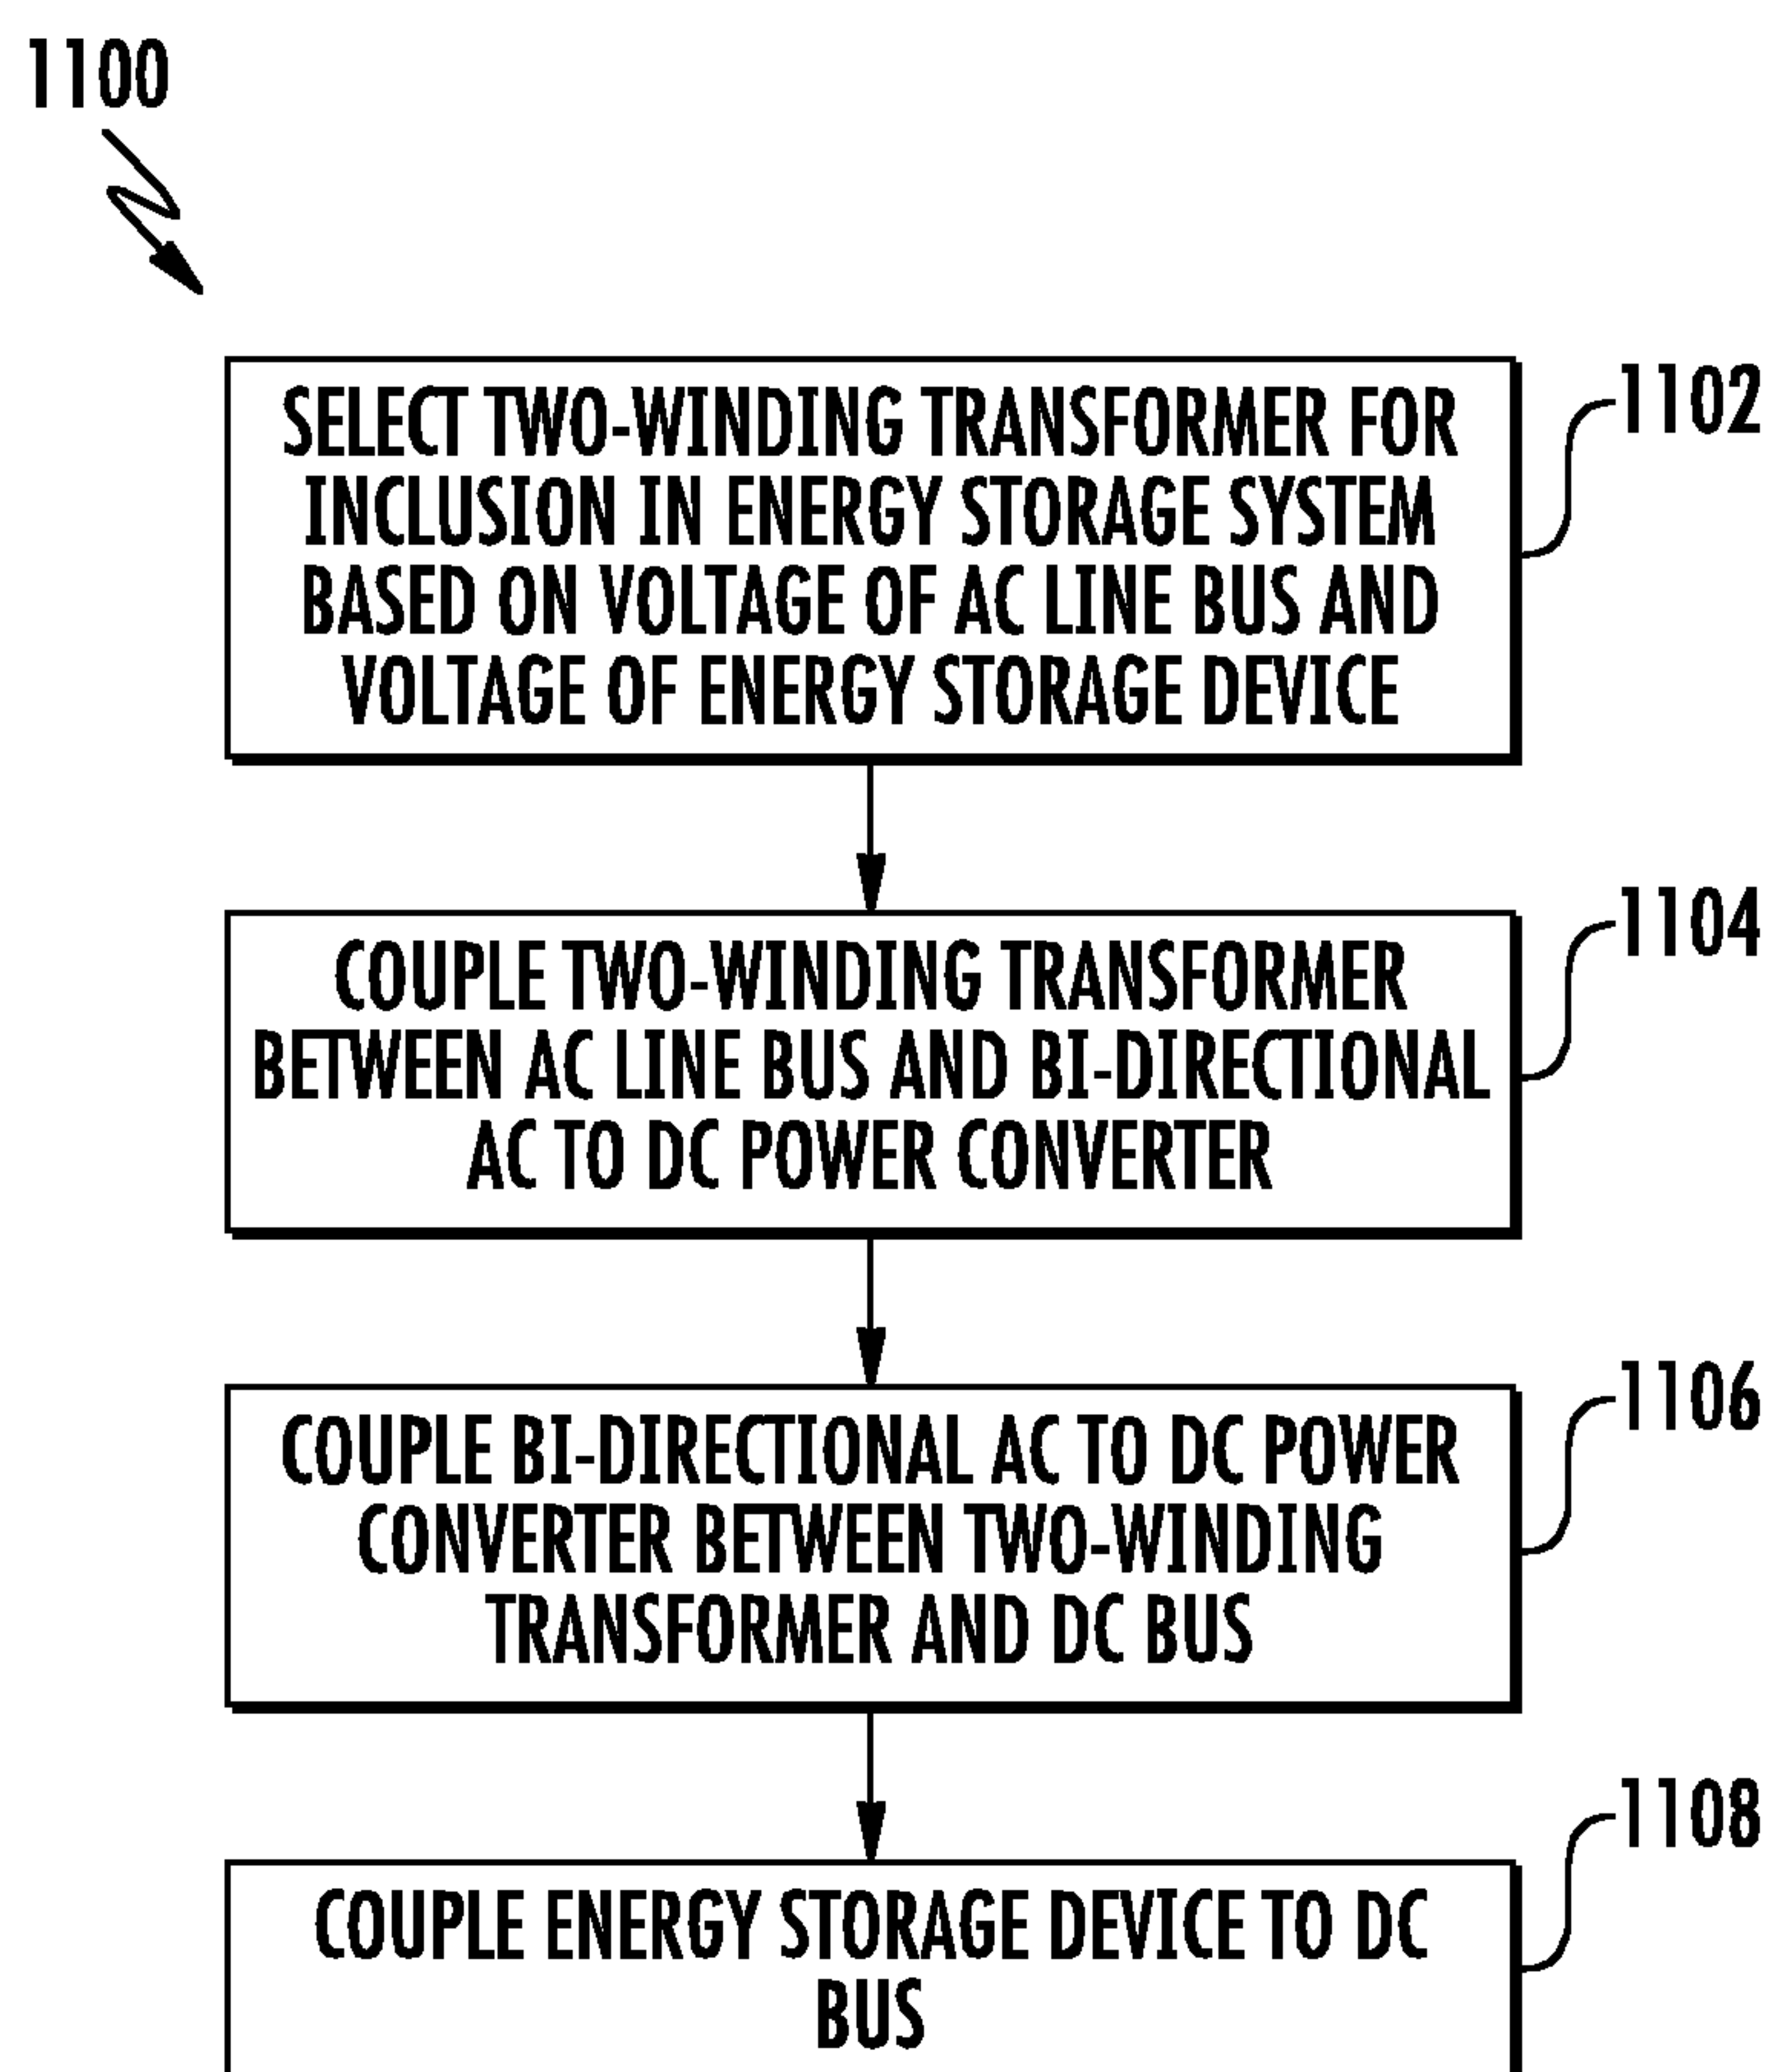 1100
SELECT TWO-WINDING TRANSFORMER FOR
INCLUSION IN ENERGY STORAGE SYSTEM
BASED ON VOLTAGE OF AC LINE BUS AND
VOLTAGE OF ENERGY STORAGE DEVICE
1102
COUPLE TWO-WINDING TRANSFORMER
BETWEEN AC LINE BUS AND BI-DIRECTIONAL
AC TO DC POWER CONVERTER
1104
COUPLE BI-DIRECTIONAL AC TO DC POWER
CONVERTER BETWEEN TWO-WINDING
TRANSFORMER AND DC BUS
1106
COUPLE ENERGY STORAGE DEVICE TO DC
BUS
1108